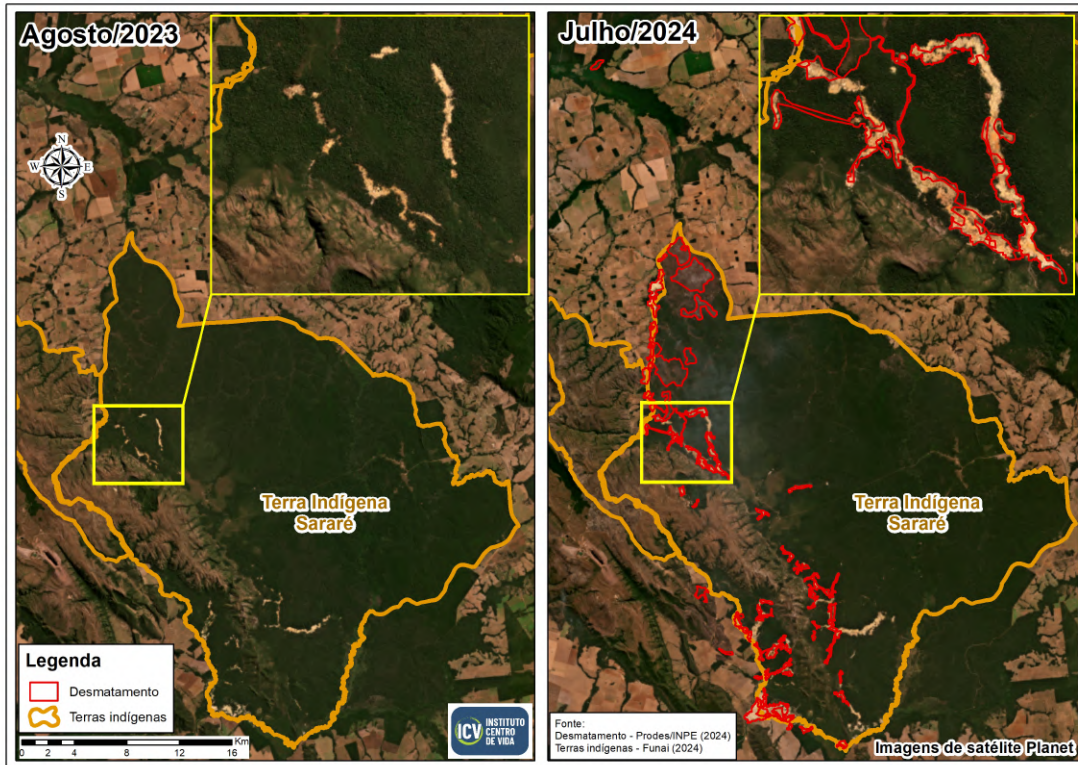 Agosto/2023
N
W E
S
Terra Indígena
Sararé
Legenda
Desmatamento
Terras indígenas
Km
0 2 4 8 12 16
ICV INSTITUTO
CENTRO
DE VIDA
Julho/2024
Terra Indígena
Sararé
Fonte:
Desmatamento - Prodes/INPE (2024)
Terras indígenas - Funai (2024)
Imagens de satélite Planet